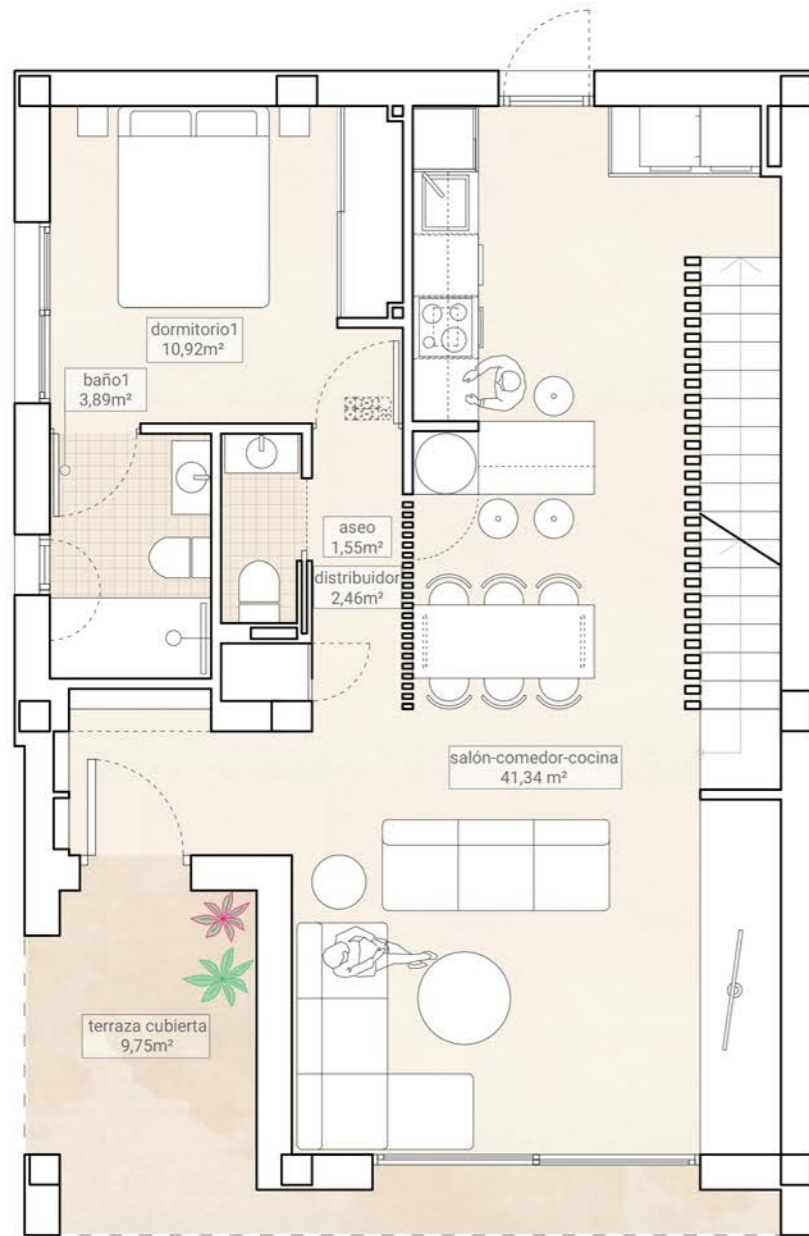 dormitorio1
10,92m²
baño1
3,89m²
aseo
1,55m²
distribuidor
2,46m²
salón-comedor-cocina
41,34 m²
terraza cubierta
9,75m²